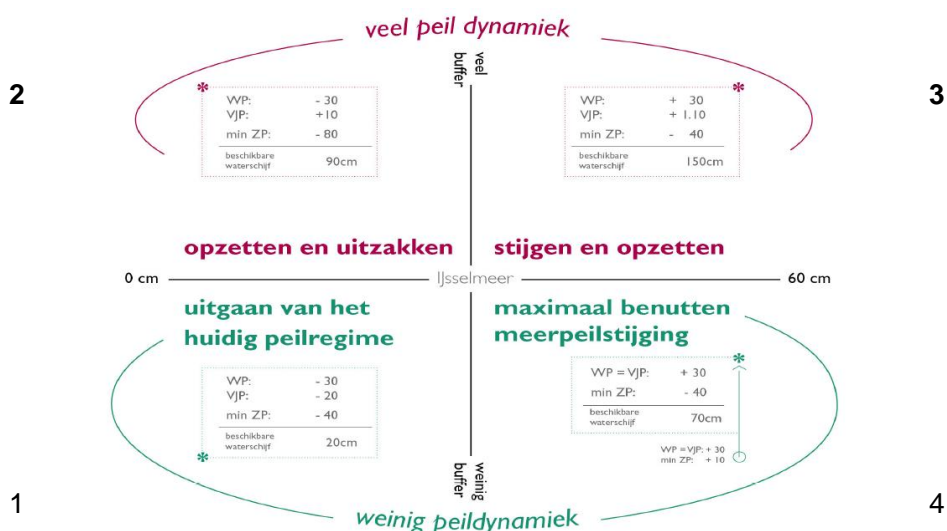 veel peil dynamiek
veel
buffer
2
3
* WP: - 30
VJP: +10
min ZP: - 80
beschikbare
waterschijf 90cm
* WP: + 30
VJP: + 1.10
min ZP: - 40
beschikbare
waterschijf 150cm
opzetten en uitzakken
stijgen en opzetten
0 cm
IJsselmeer
60 cm
uitgaan van het
huidig peilregime
maximaal benutten
meerpeilstijging
WP: - 30
VJP: - 20
min ZP: - 40
beschikbare
waterschijf 20cm
*
* WP = VJP: + 30
min ZP: - 40
beschikbare
waterschijf 70cm
WP = VJP: + 30
min ZP: + 10
weinig
buffer
1
4
weinig peildynamiek